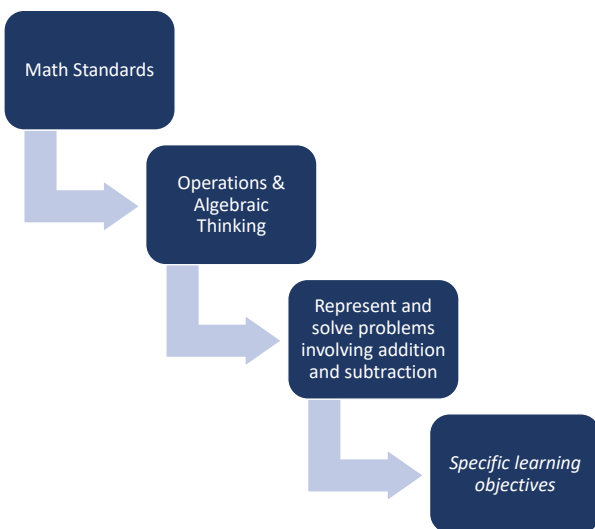 Math Standards
Operations &
Algebraic
Thinking
Represent and
solve problems
involving addition
and subtraction
Specific learning
objectives